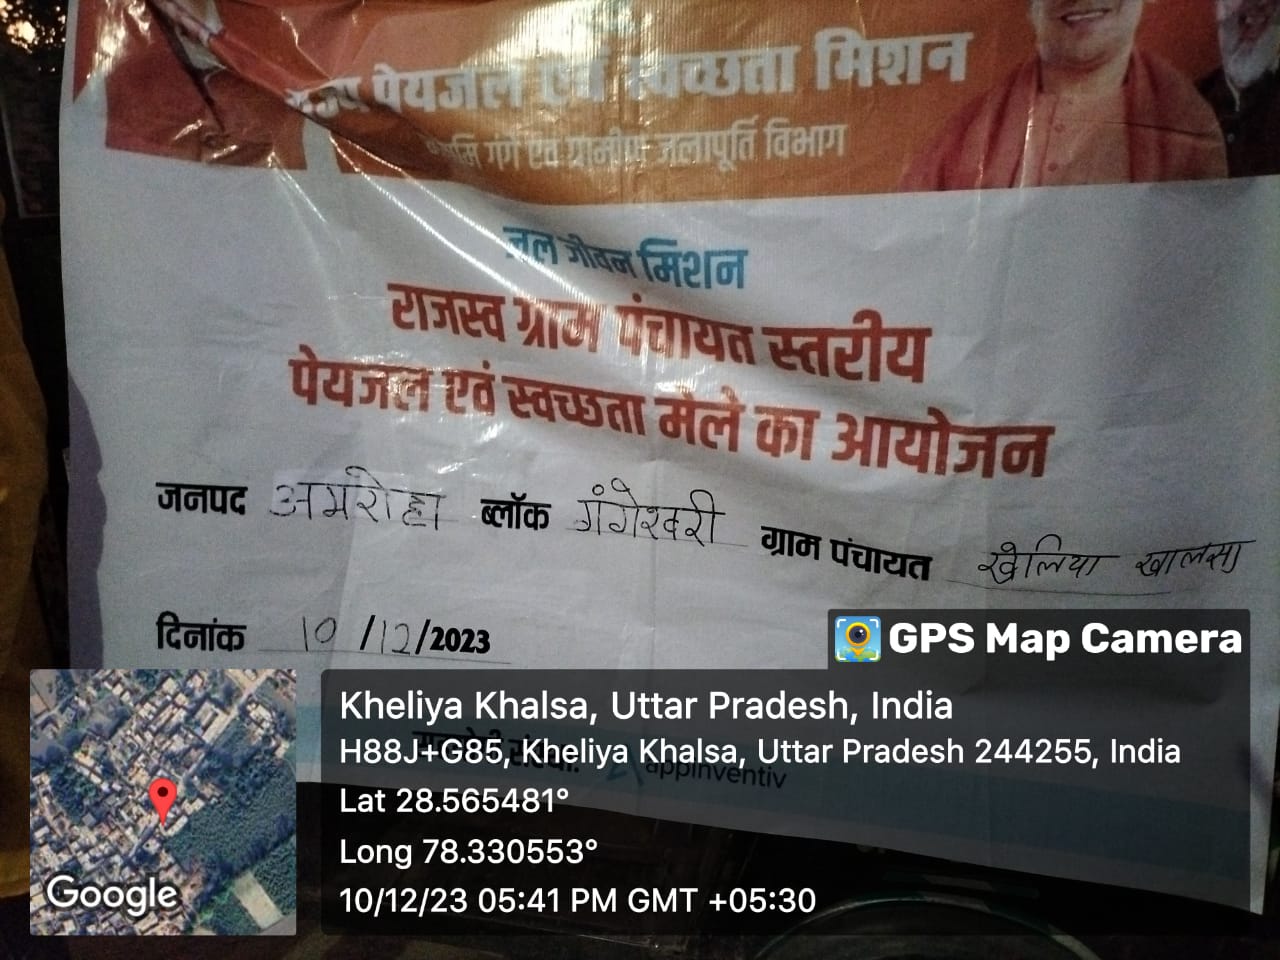 राज्य पेयजल एवं स्वच्छता मिशन
नमामि गंगे एवं ग्रामीण जलापूर्ति विभाग
जल जीवन मिशन
राजस्व ग्राम पंचायत स्तरीय
पेयजल एवं स्वच्छता मेले का आयोजन
जनपद अमरोहा ब्लॉक गंगेश्वरी ग्राम पंचायत खेलिया खालसा
दिनांक 10/12/2023
GPS Map Camera
Kheliya Khalsa, Uttar Pradesh, India
H88J+G85, Kheliya Khalsa, Uttar Pradesh 244255, India
appinventiv
Lat 28.565481°
Long 78.330553°
10/12/23 05:41 PM GMT +05:30
Google